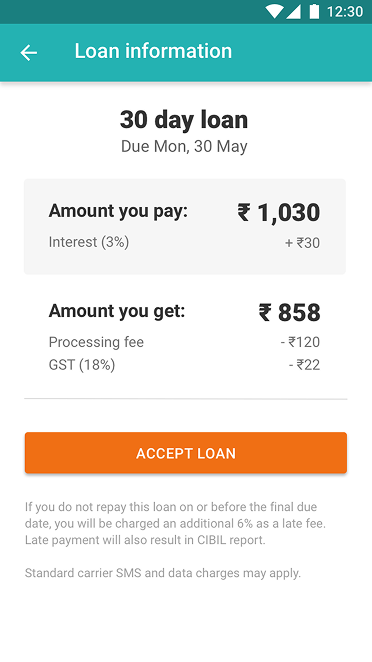 12:30
Loan information
30 day loan
Due Mon, 30 May
Amount you pay: ₹ 1,030
Interest (3%) + ₹30
Amount you get: ₹ 858
Processing fee - ₹120
GST (18%) - ₹22
ACCEPT LOAN
If you do not repay this loan on or before the final due
date, you will be charged an additional 6% as a late fee.
Late payment will also result in CIBIL report.
Standard carrier SMS and data charges may apply.